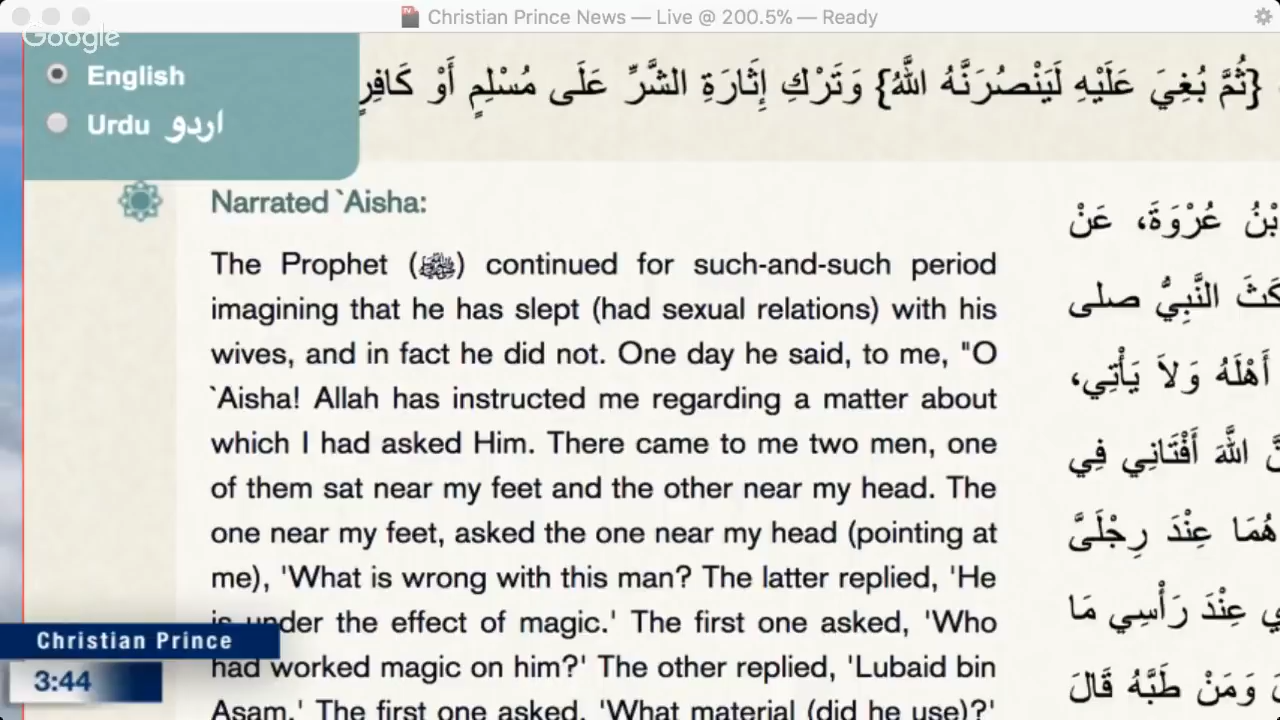 Christian Prince News — Live @ 200.5% — Ready
Google
English
Urdu اردو
{ثُمَّ بُغِيَ عَلَيْهِ لَيَنْصُرَنَّهُ اللَّهُ} وَتَرْكِ إِثَارَةِ الشَّرِّ عَلَى مُسْلِمٍ أَوْ كَافِرٍ
Narrated `Aisha:
The Prophet (ﷺ) continued for such-and-such period
imagining that he has slept (had sexual relations) with his
wives, and in fact he did not. One day he said, to me, "O
`Aisha! Allah has instructed me regarding a matter about
which I had asked Him. There came to me two men, one
of them sat near my feet and the other near my head. The
one near my feet, asked the one near my head (pointing at
me), 'What is wrong with this man? The latter replied, 'He
is under the effect of magic.' The first one asked, 'Who
had worked magic on him?' The other replied, 'Lubaid bin
Asam.' The first one asked, 'What material (did he use)?'
بْنُ عُرْوَةَ، عَنْ
النَّبِيُّ صلى
أَهْلَهُ وَلاَ يَأْتِي،
اللَّهَ أَفْتَانِي فِي
هُمَا عِنْدَ رِجْلَىَّ
عِنْدَ رَأْسِي مَا
وَمَنْ طَبَّهُ قَالَ
Christian Prince
3:44